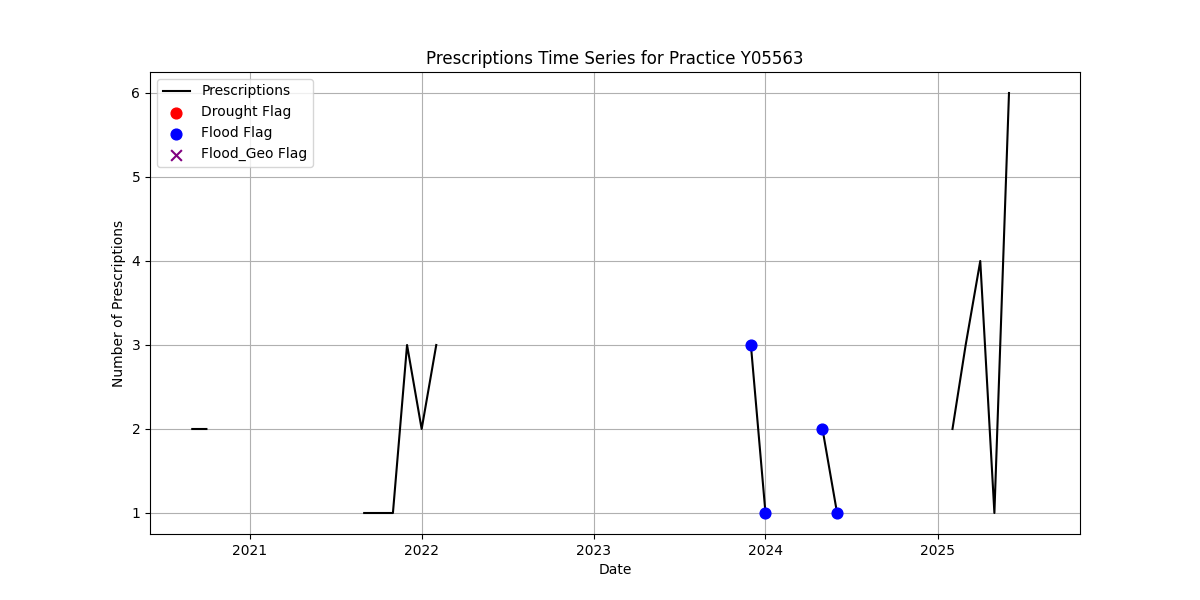 Prescriptions Time Series for Practice Y05563
Prescriptions
Drought Flag
Flood Flag
Flood_Geo Flag
Number of Prescriptions
6
5
4
3
2
1
2021
2022
2023
2024
2025
Date